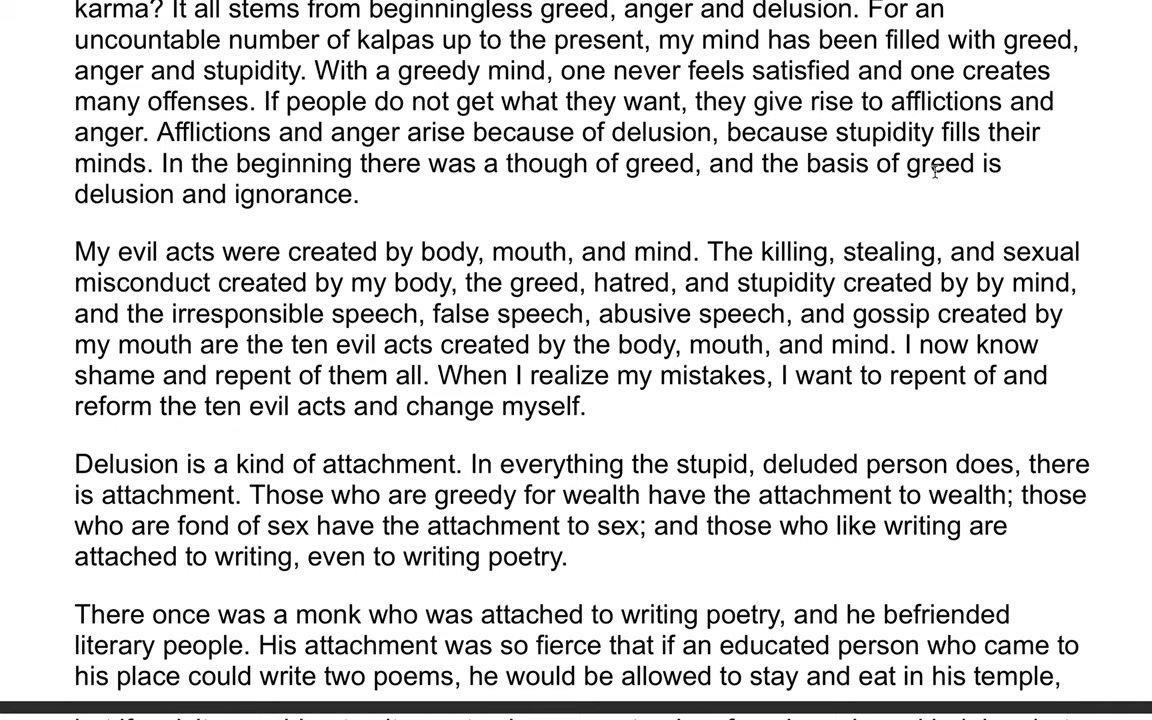 karma? It all stems from beginningless greed, anger and delusion. For an
uncountable number of kalpas up to the present, my mind has been filled with greed,
anger and stupidity. With a greedy mind, one never feels satisfied and one creates
many offenses. If people do not get what they want, they give rise to afflictions and
anger. Afflictions and anger arise because of delusion, because stupidity fills their
minds. In the beginning there was a though of greed, and the basis of greed is
delusion and ignorance.
My evil acts were created by body, mouth, and mind. The killing, stealing, and sexual
misconduct created by my body, the greed, hatred, and stupidity created by by mind,
and the irresponsible speech, false speech, abusive speech, and gossip created by
my mouth are the ten evil acts created by the body, mouth, and mind. I now know
shame and repent of them all. When I realize my mistakes, I want to repent of and
reform the ten evil acts and change myself.
Delusion is a kind of attachment. In everything the stupid, deluded person does, there
is attachment. Those who are greedy for wealth have the attachment to wealth; those
who are fond of sex have the attachment to sex; and those who like writing are
attached to writing, even to writing poetry.
There once was a monk who was attached to writing poetry, and he befriended
literary people. His attachment was so fierce that if an educated person who came to
his place could write two poems, he would be allowed to stay and eat in his temple,